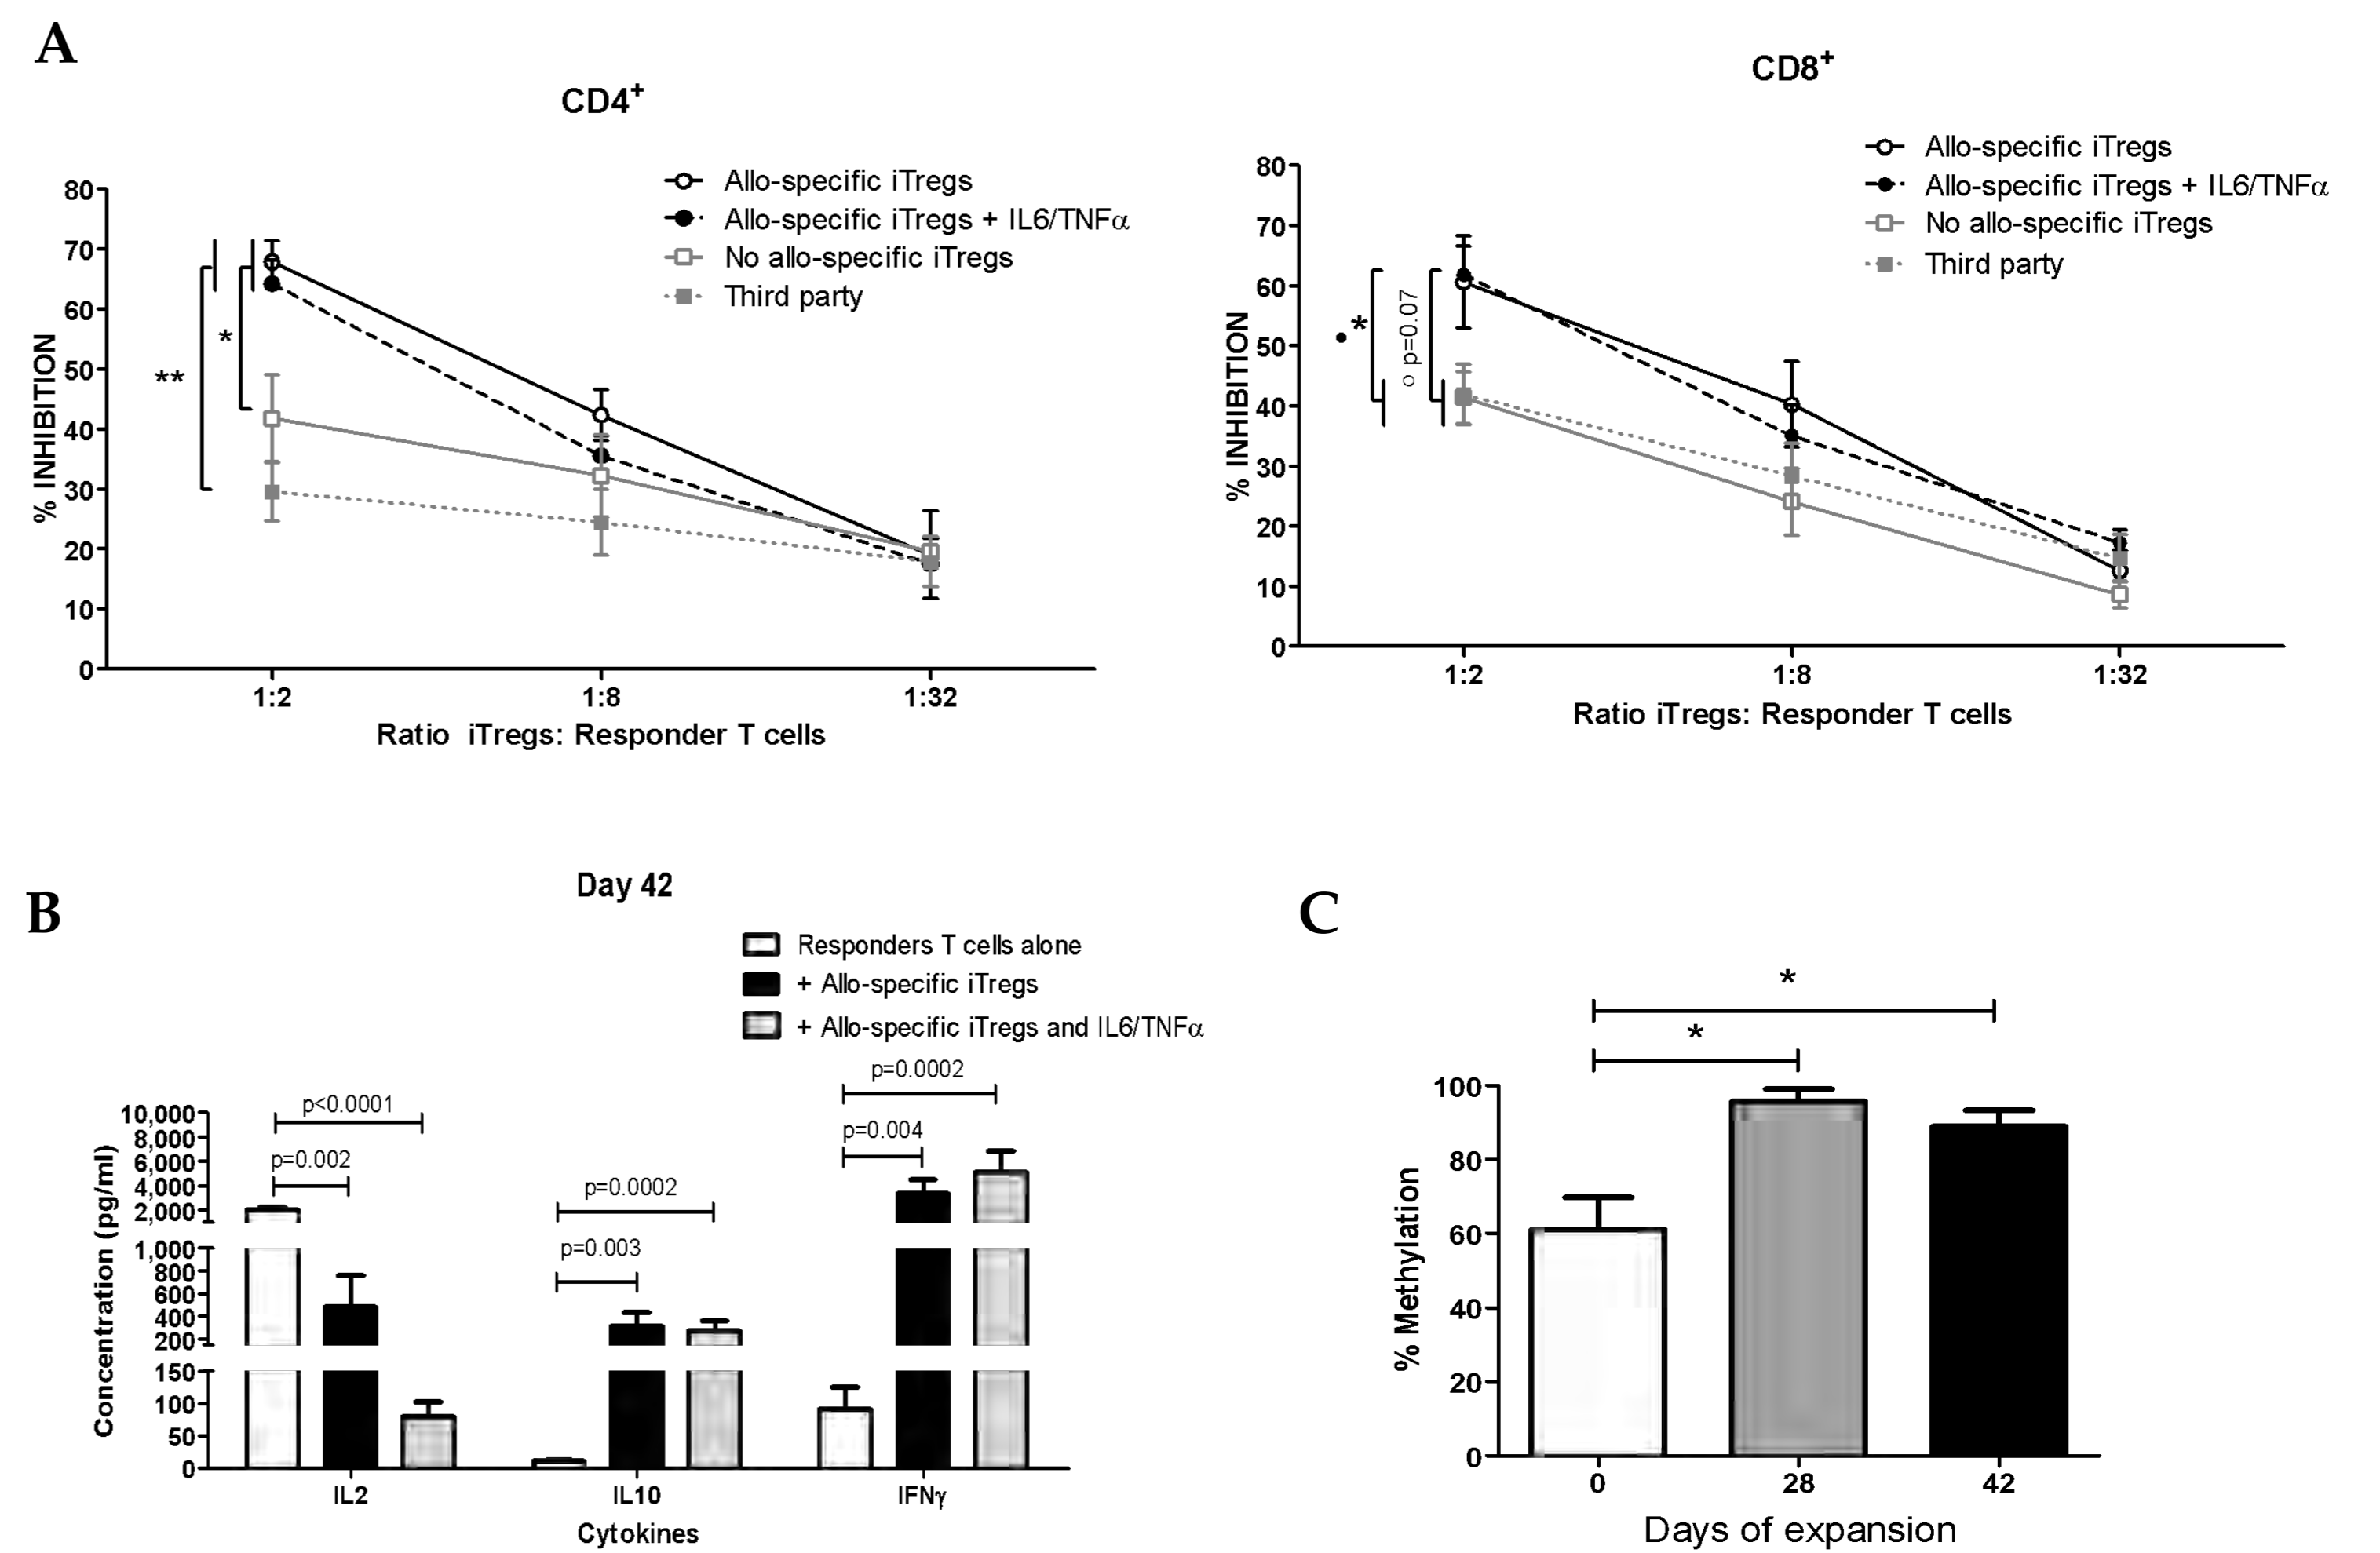 A
CD4+
Allo-specific iTregs
Allo-specific iTregs + IL6/TNFα
No allo-specific iTregs
Third party
80
70
60
50
40
30
20
10
0
% INHIBITION
*
**
1:2 1:8 1:32
Ratio iTregs: Responder T cells
CD8+
Allo-specific iTregs
Allo-specific iTregs + IL6/TNFα
No allo-specific iTregs
Third party
80
70
60
50
40
30
20
10
0
% INHIBITION
• *
○ p=0.07
1:2 1:8 1:32
Ratio iTregs: Responder T cells
B
Day 42
Responders T cells alone
+ Allo-specific iTregs
+ Allo-specific iTregs and IL6/TNFα
10,000
8,000
6,000
4,000
2,000
1,000
800
600
400
200
150
100
50
0
Concentration (pg/ml)
p<0.0001
p=0.002
p=0.0002
p=0.003
p=0.0002
p=0.004
IL2 IL10 IFNγ
Cytokines
C
*
*
100
80
60
40
20
0
% Methylation
0 28 42
Days of expansion